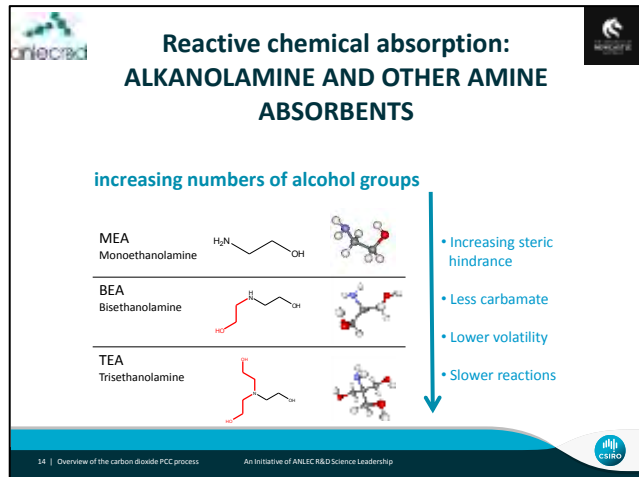 anlecr&d
Reactive chemical absorption:
ALKANOLAMINE AND OTHER AMINE
ABSORBENTS
increasing numbers of alcohol groups
MEA
Monoethanolamine
H₂N
OH
• Increasing steric
hindrance
BEA
Bisethanolamine
H
N
OH
HO
• Less carbamate
• Lower volatility
TEA
Trisethanolamine
OH
N
OH
HO
• Slower reactions
14 | Overview of the carbon dioxide PCC process
An Initiative of ANLEC R&D Science Leadership
CSIRO